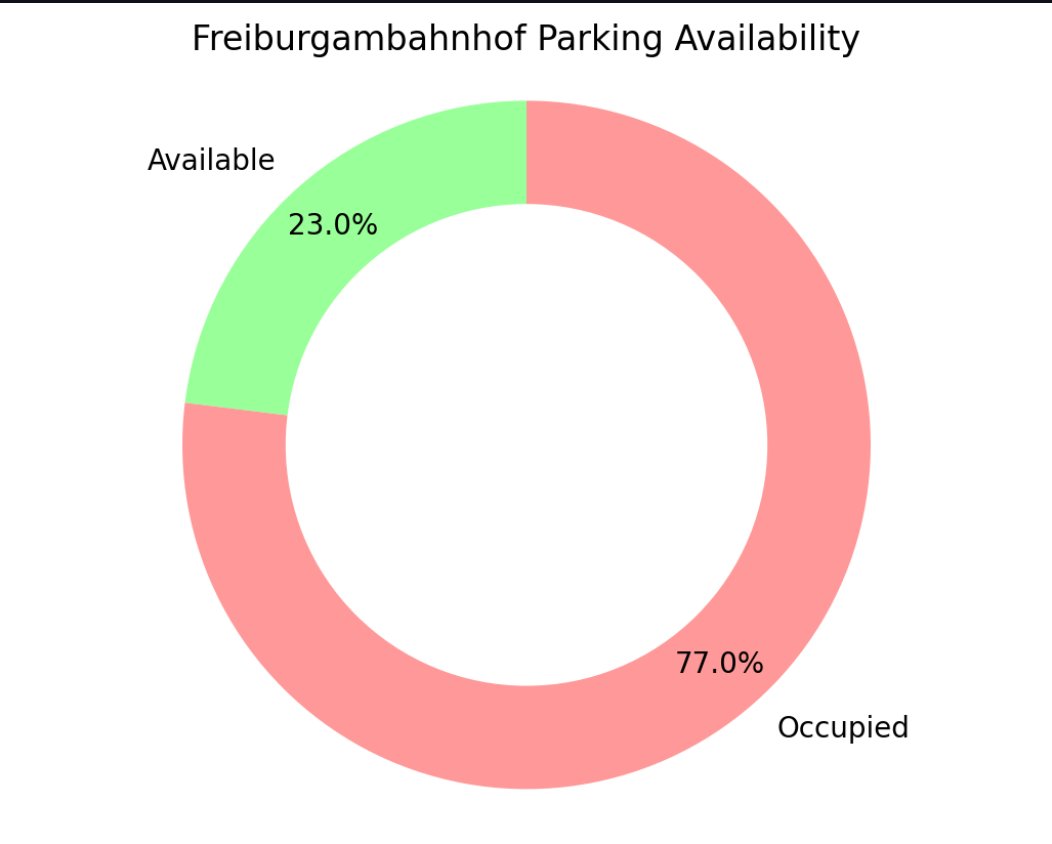 Freiburgambahnhof Parking Availability
Available
23.0%
77.0%
Occupied